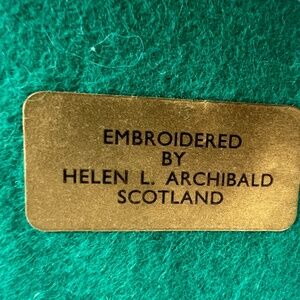 EMBROIDERED
BY
HELEN L. ARCHIBALD
SCOTLAND